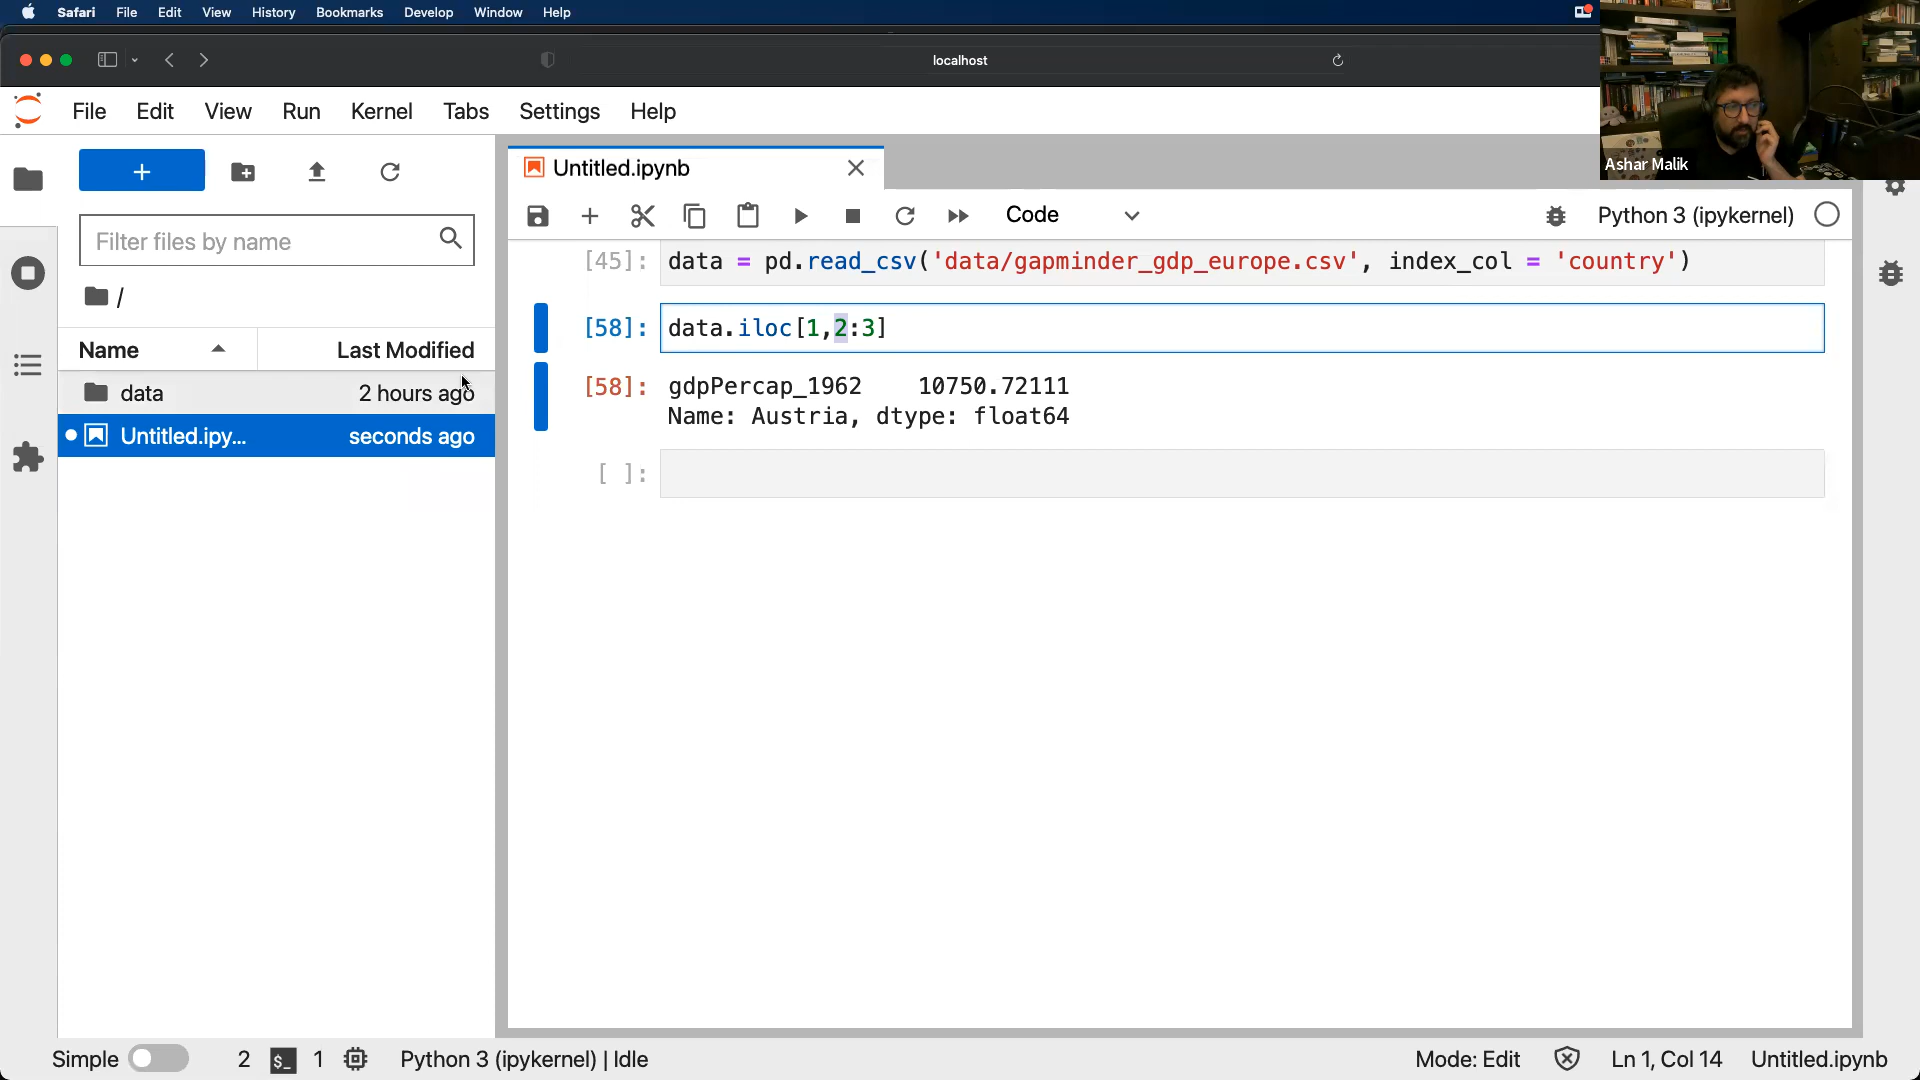 Safari File Edit View History Bookmarks Develop Window Help
localhost
Ashar Malik
File Edit View Run Kernel Tabs Settings Help
+
Filter files by name
/
Name Last Modified
data 2 hours ago
Untitled.ipy... seconds ago
Untitled.ipynb
Code
Python 3 (ipykernel)
[45]: data = pd.read_csv('data/gapminder_gdp_europe.csv', index_col = 'country')
[58]: data.iloc[1,2:3]
[58]: gdpPercap_1962    10750.72111
Name: Austria, dtype: float64
[ ]:
Simple 2 $_ 1 Python 3 (ipykernel) | Idle Mode: Edit Ln 1, Col 14 Untitled.ipynb